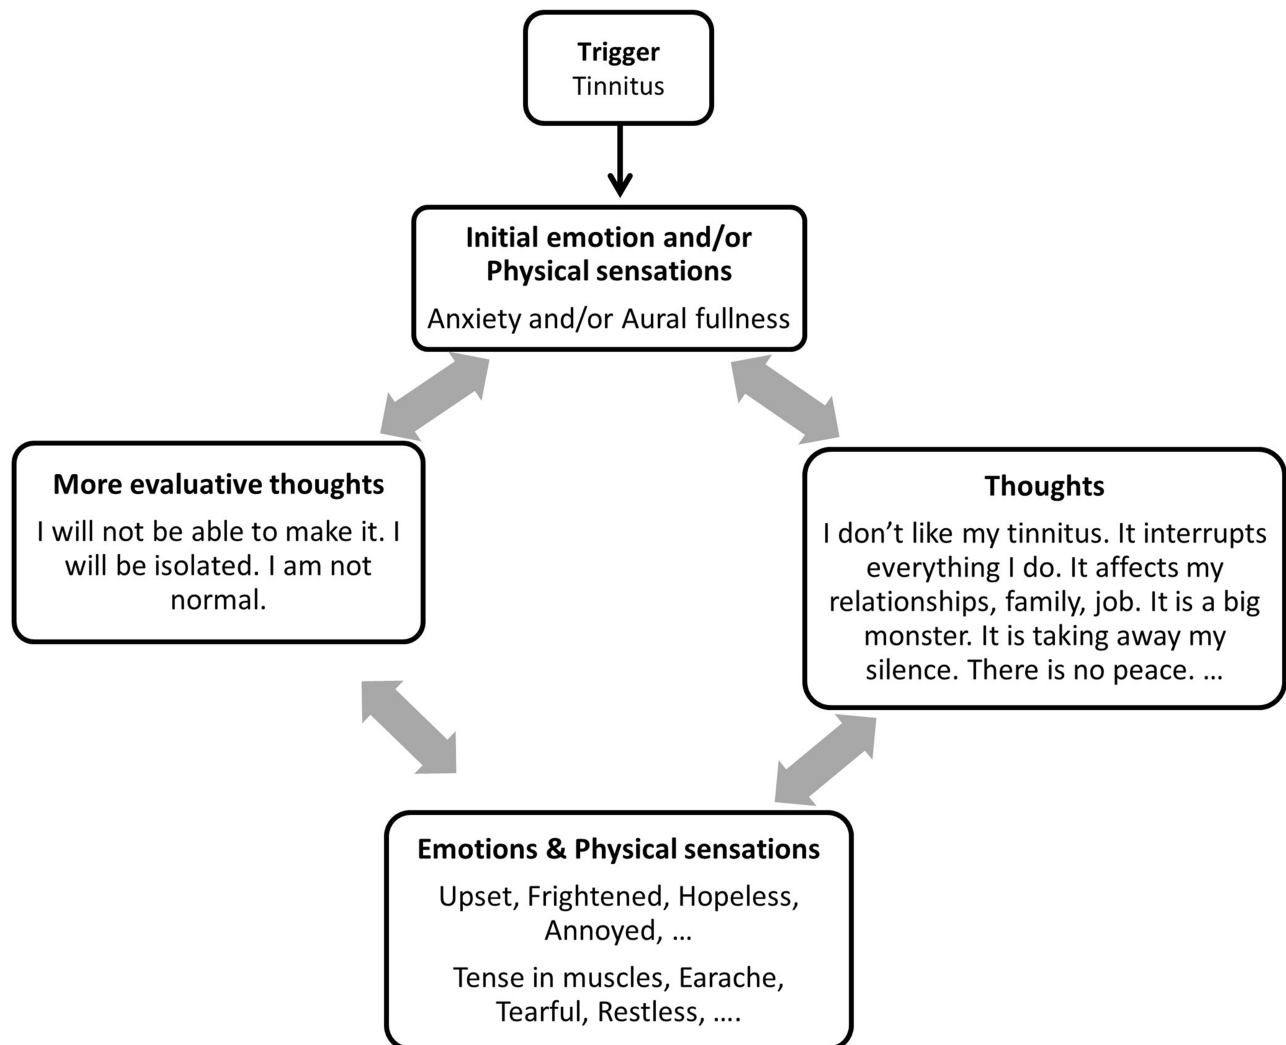 Trigger
Tinnitus
Initial emotion and/or
Physical sensations
Anxiety and/or Aural fullness
More evaluative thoughts
I will not be able to make it. I
will be isolated. I am not
normal.
Thoughts
I don’t like my tinnitus. It interrupts
everything I do. It affects my
relationships, family, job. It is a big
monster. It is taking away my
silence. There is no peace. …
Emotions & Physical sensations
Upset, Frightened, Hopeless,
Annoyed, …
Tense in muscles, Earache,
Tearful, Restless, ….